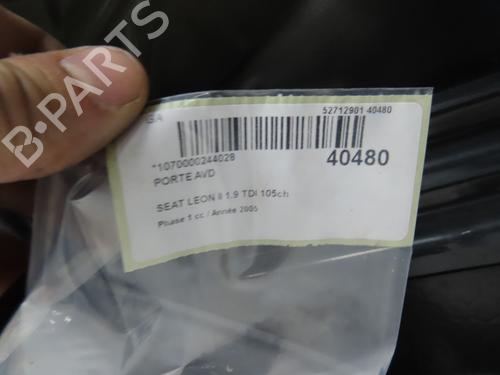 B-PARTS
52712901 40480
*1070000244028
40480
PORTE AVD
SEAT LEON II 1.9 TDI 105ch
Phase 1 cc / Année 2005